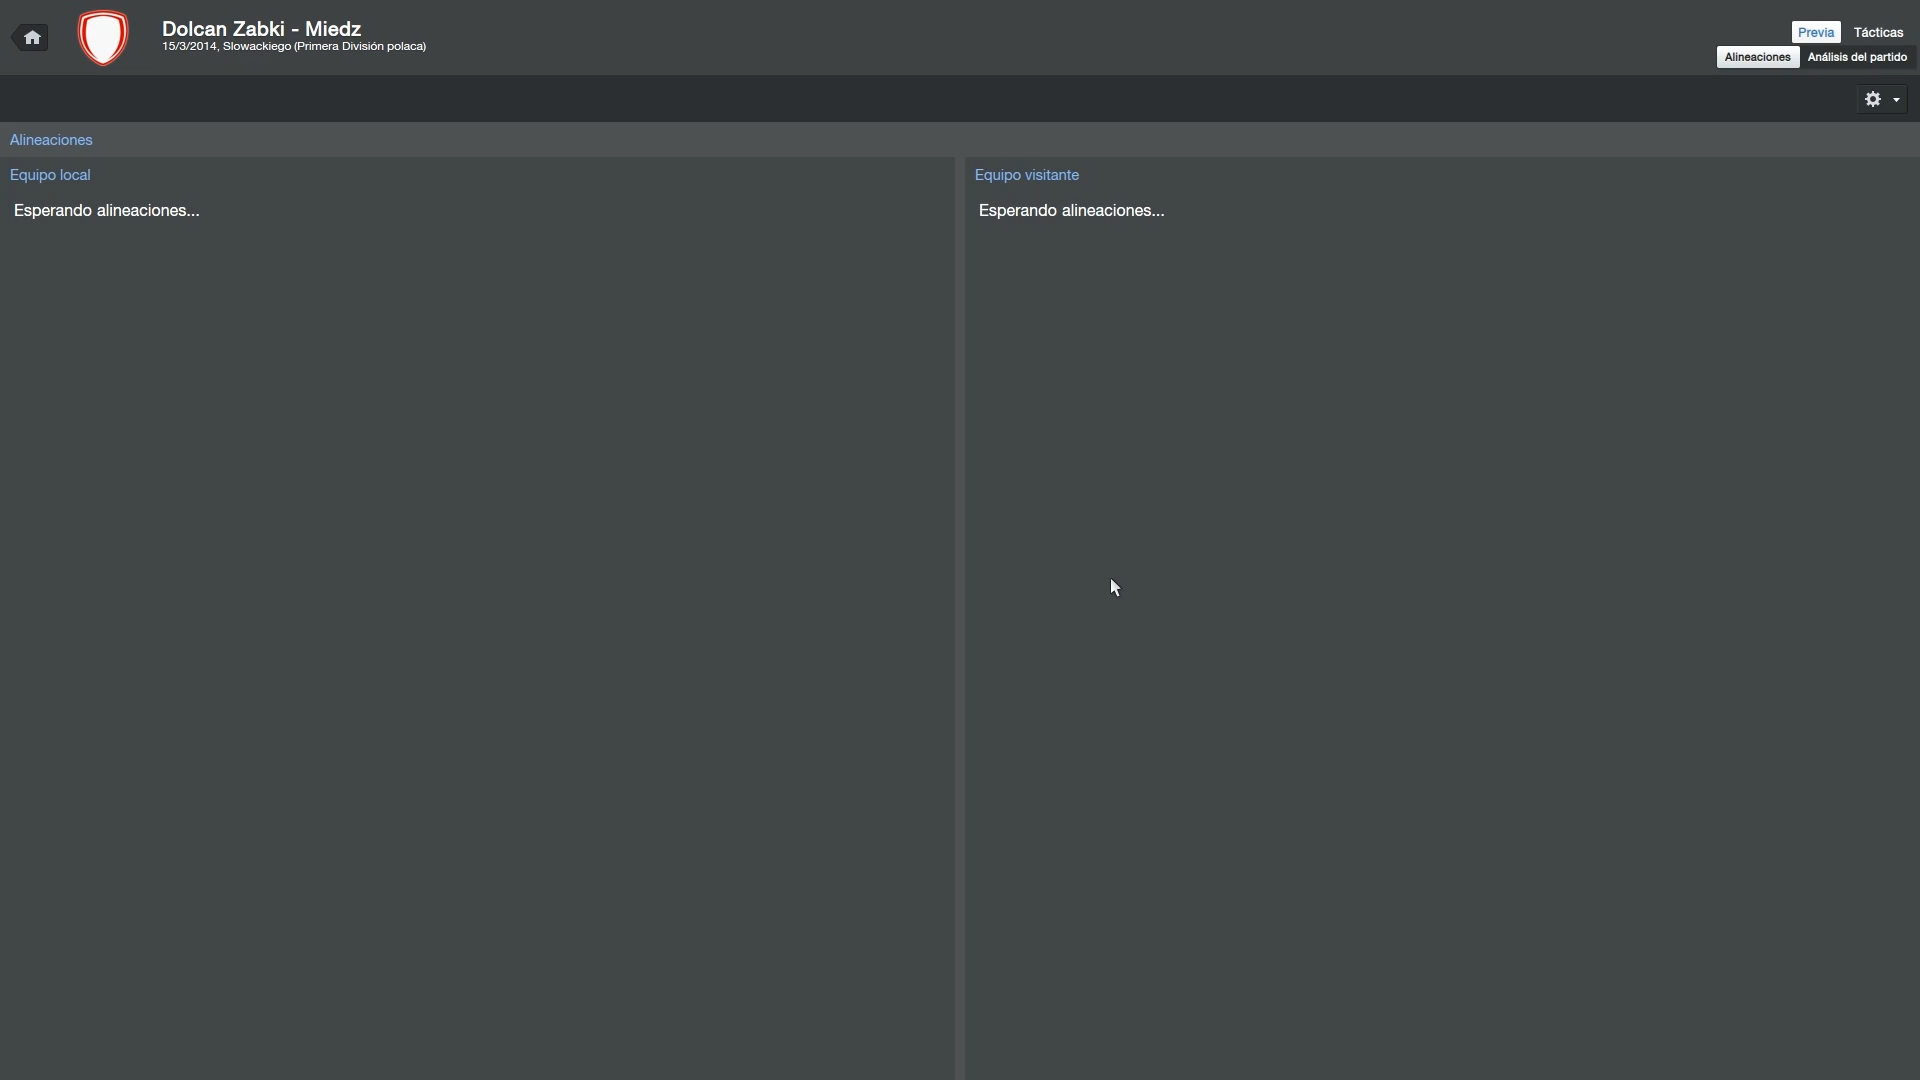 Dolcan Zabki - Miedz
15/3/2014, Slowackiego (Primera División polaca)
Previa Tácticas
Alineaciones Análisis del partido
Alineaciones
Equipo local
Esperando alineaciones...
Equipo visitante
Esperando alineaciones...